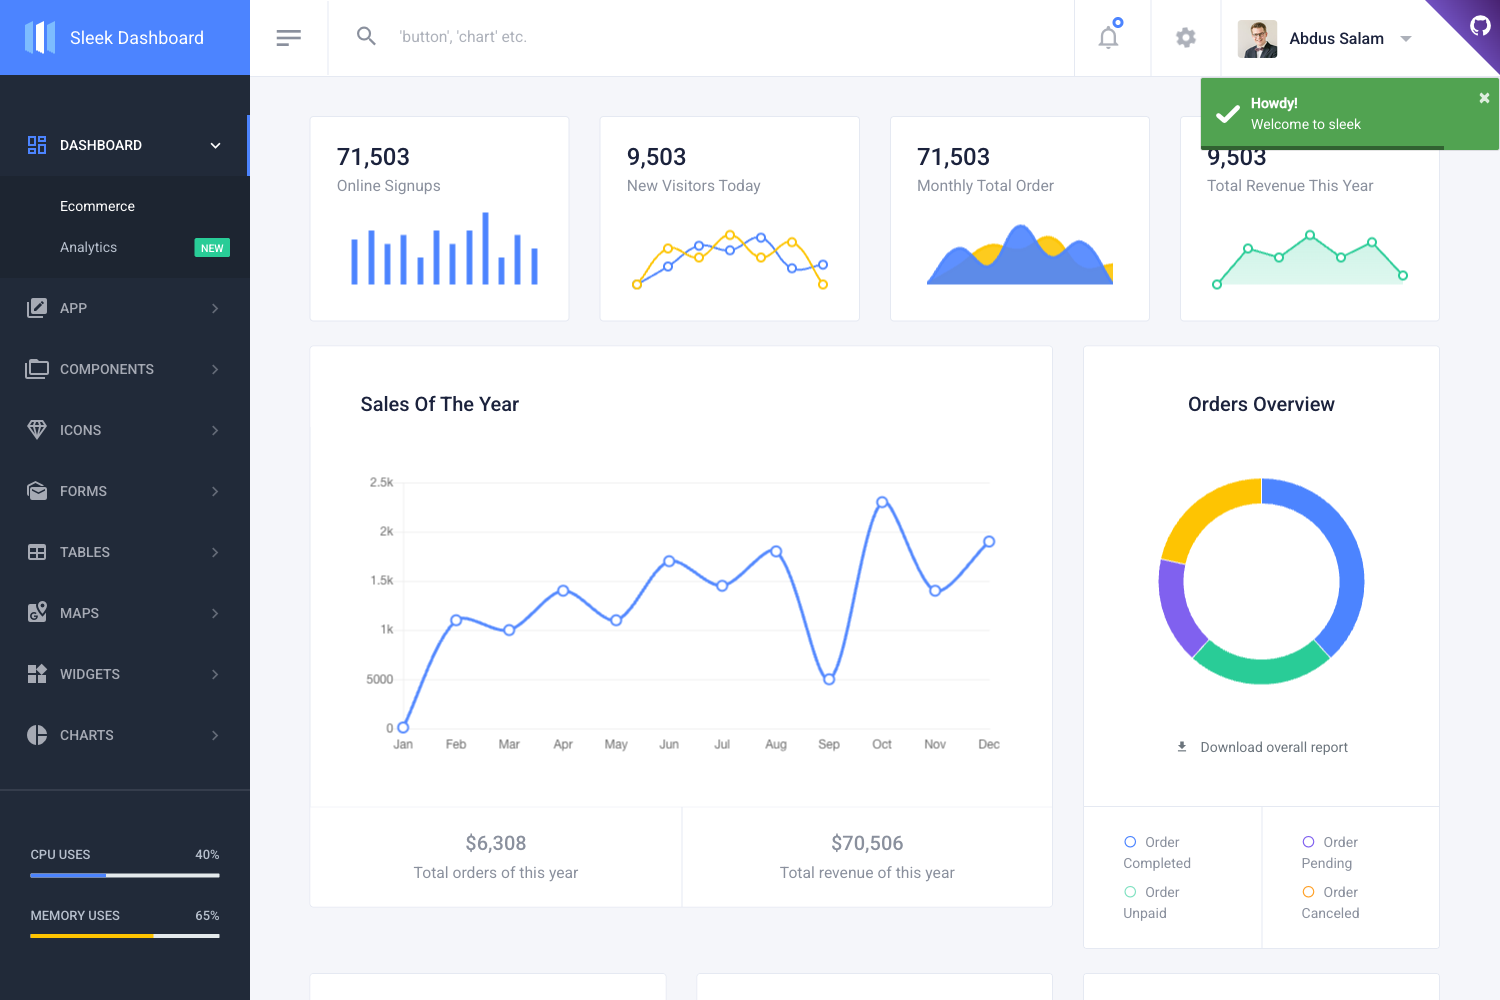 Sleek Dashboard
'button', 'chart' etc.
Abdus Salam
Howdy!
×
Welcome to sleek
DASHBOARD
Ecommerce
Analytics
NEW
APP
COMPONENTS
ICONS
FORMS
TABLES
MAPS
WIDGETS
CHARTS
CPU USES
40%
MEMORY USES
65%
71,503
Online Signups
9,503
New Visitors Today
71,503
Monthly Total Order
9,503
Total Revenue This Year
Sales Of The Year
2.5k
2k
1.5k
1k
5000
0
Jan Feb Mar Apr May Jun Jul Aug Sep Oct Nov Dec
$6,308
Total orders of this year
$70,506
Total revenue of this year
Orders Overview
Download overall report
Order
Completed
Order
Unpaid
Order
Pending
Order
Canceled